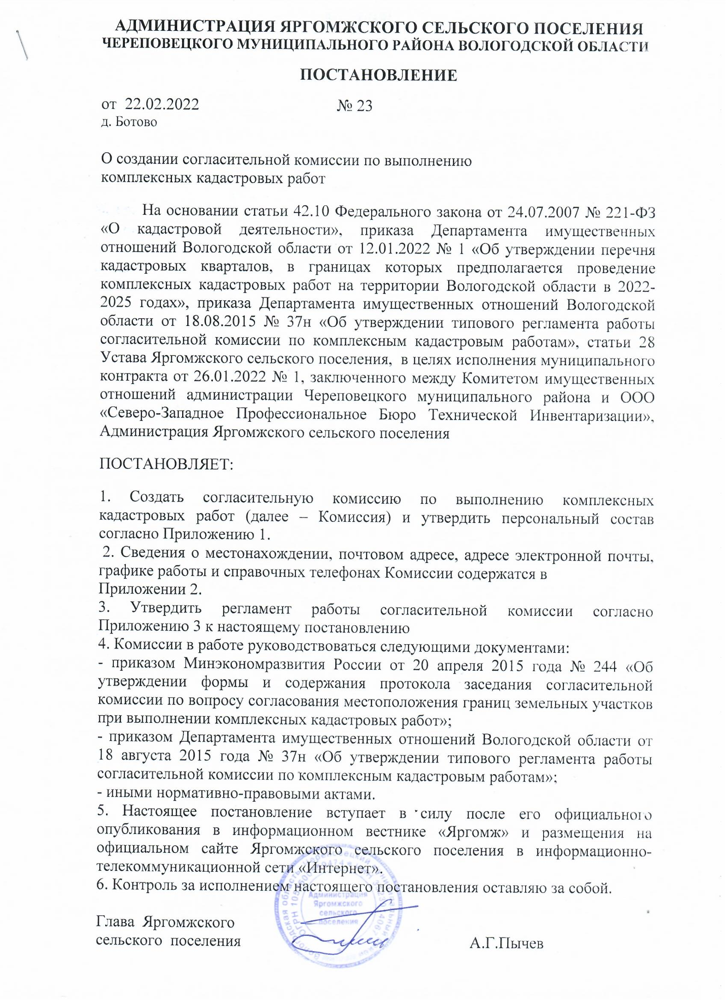 АДМИНИСТРАЦИЯ ЯРГОМЖСКОГО СЕЛЬСКОГО ПОСЕЛЕНИЯ
ЧЕРЕПОВЕЦКОГО МУНИЦИПАЛЬНОГО РАЙОНА ВОЛОГОДСКОЙ ОБЛАСТИ
ПОСТАНОВЛЕНИЕ
от 22.02.2022 № 23
д. Ботово
О создании согласительной комиссии по выполнению
комплексных кадастровых работ
На основании статьи 42.10 Федерального закона от 24.07.2007 № 221-ФЗ
«О кадастровой деятельности», приказа Департамента имущественных
отношений Вологодской области от 12.01.2022 № 1 «Об утверждении перечня
кадастровых кварталов, в границах которых предполагается проведение
комплексных кадастровых работ на территории Вологодской области в 2022-
2025 годах», приказа Департамента имущественных отношений Вологодской
области от 18.08.2015 № 37н «Об утверждении типового регламента работы
согласительной комиссии по комплексным кадастровым работам», статьи 28
Устава Яргомжского сельского поселения, в целях исполнения муниципального
контракта от 26.01.2022 № 1, заключенного между Комитетом имущественных
отношений администрации Череповецкого муниципального района и ООО
«Северо-Западное Профессиональное Бюро Технической Инвентаризации»,
Администрация Яргомжского сельского поселения
ПОСТАНОВЛЯЕТ:
1. Создать согласительную комиссию по выполнению комплексных
кадастровых работ (далее – Комиссия) и утвердить персональный состав
согласно Приложению 1.
2. Сведения о местонахождении, почтовом адресе, адресе электронной почты,
графике работы и справочных телефонах Комиссии содержатся в
Приложении 2.
3. Утвердить регламент работы согласительной комиссии согласно
Приложению 3 к настоящему постановлению
4. Комиссии в работе руководствоваться следующими документами:
- приказом Минэкономразвития России от 20 апреля 2015 года № 244 «Об
утверждении формы и содержания протокола заседания согласительной
комиссии по вопросу согласования местоположения границ земельных участков
при выполнении комплексных кадастровых работ»;
- приказом Департамента имущественных отношений Вологодской области от
18 августа 2015 года № 37н «Об утверждении типового регламента работы
согласительной комиссии по комплексным кадастровым работам»;
- иными нормативно-правовыми актами.
5. Настоящее постановление вступает в силу после его официального
опубликования в информационном вестнике «Яргомж» и размещения на
официальном сайте Яргомжского сельского поселения в информационно-
телекоммуникационной сети «Интернет».
6. Контроль за исполнением настоящего постановления оставляю за собой.
Администрация
Яргомжского
сельского
поселения
Глава Яргомжского
сельского поселения А.Г.Пычев